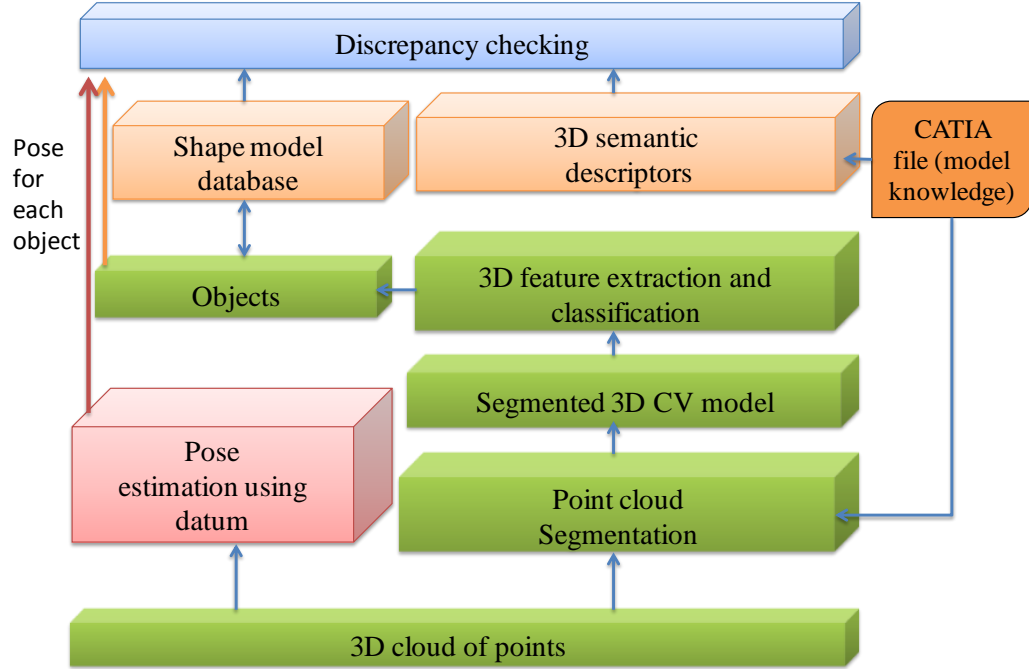 Discrepancy checking
Pose
for
each
object
Shape model
database
3D semantic
descriptors
CATIA
file (model
knowledge)
Objects
3D feature extraction and
classification
Segmented 3D CV model
Pose
estimation using
datum
Point cloud
Segmentation
3D cloud of points